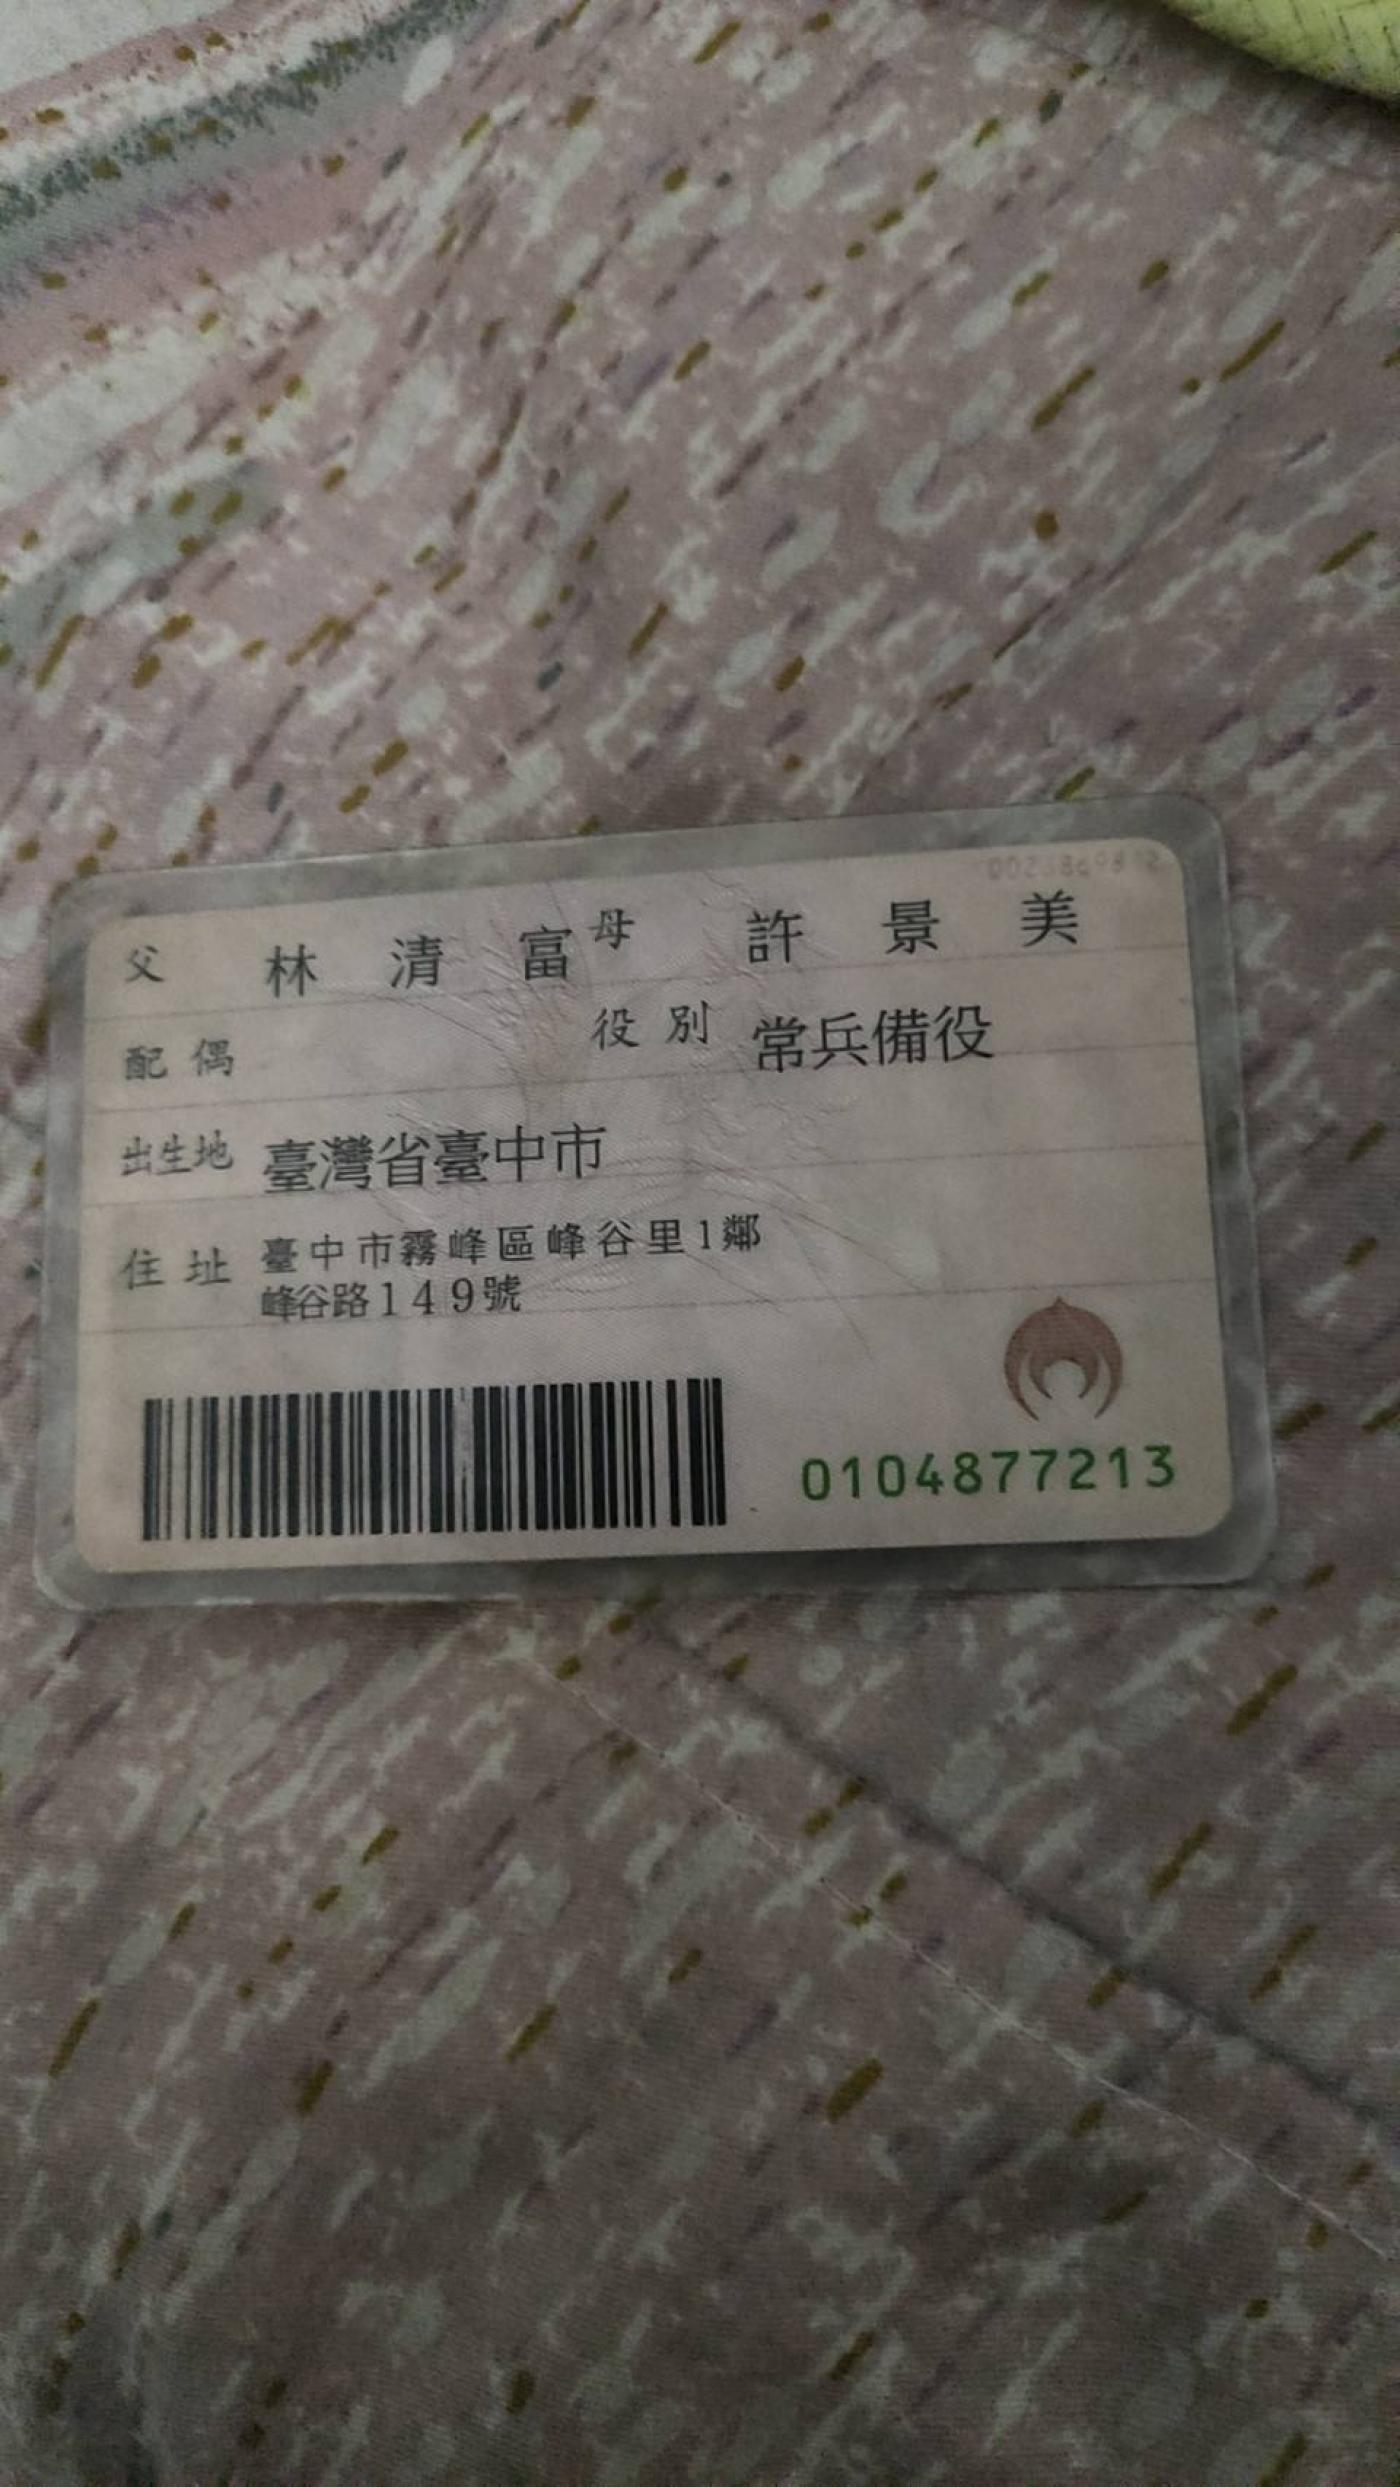 父 林清富 母 許景美
配偶 役別 常兵備役
出生地 臺灣省臺中市
住址 臺中市霧峰區峰谷里1鄰
峰谷路149號
0104877213